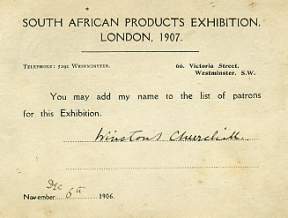 SOUTH AFRICAN PRODUCTS EXHIBITION,
LONDON, 1907.
TELEPHONE: 5291 WESTMINSTER.
60, Victoria Street,
Westminster, S.W.
You may add my name to the list of patrons
for this Exhibition.
Winston S Churchill
Dec 5th
November 1906.